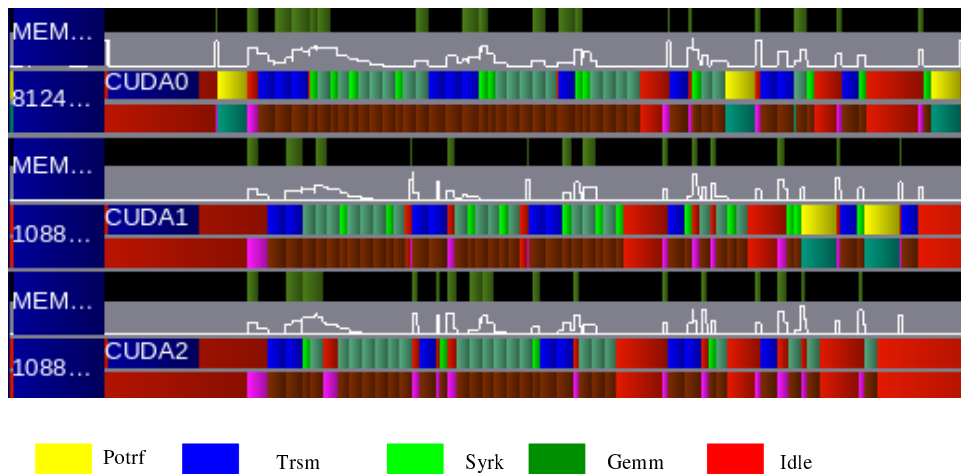 MEM...
CUDA0
8124...
MEM...
CUDA1
1088...
MEM...
CUDA2
1088...
Potrf Trsm Syrk Gemm Idle